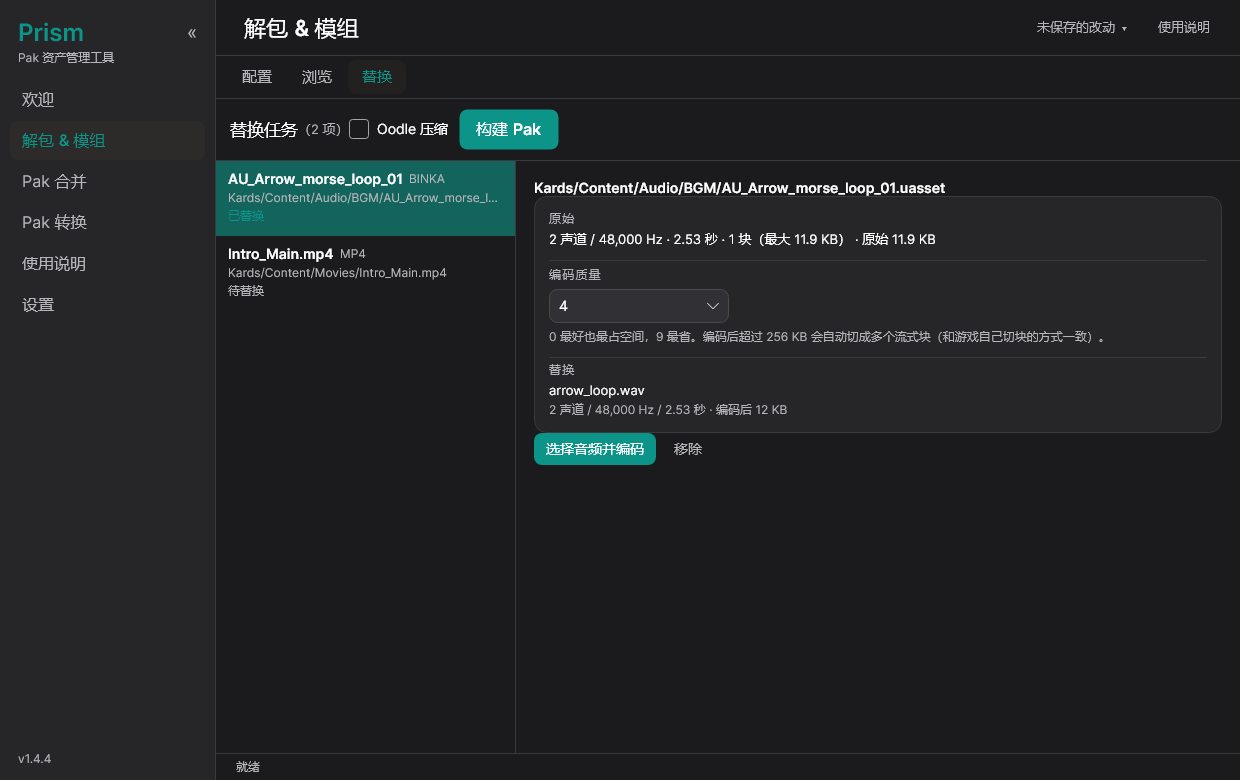 Prism
«
Pak 资产管理工具
欢迎
解包 & 模组
Pak 合并
Pak 转换
使用说明
设置
v1.4.4
解包 & 模组
未保存的改动
使用说明
配置 浏览 替换
替换任务 (2 项) Oodle 压缩 构建 Pak
AU_Arrow_morse_loop_01 BINKA
Kards/Content/Audio/BGM/AU_Arrow_morse_l...
已替换
Intro_Main.mp4 MP4
Kards/Content/Movies/Intro_Main.mp4
待替换
Kards/Content/Audio/BGM/AU_Arrow_morse_loop_01.uasset
原始
2 声道 / 48,000 Hz · 2.53 秒 · 1 块（最大 11.9 KB） · 原始 11.9 KB
编码质量
4
0 最好也最占空间，9 最省。编码后超过 256 KB 会自动切成多个流式块（和游戏自己切块的方式一致）。
替换
arrow_loop.wav
2 声道 / 48,000 Hz / 2.53 秒 · 编码后 12 KB
选择音频并编码 移除
就绪